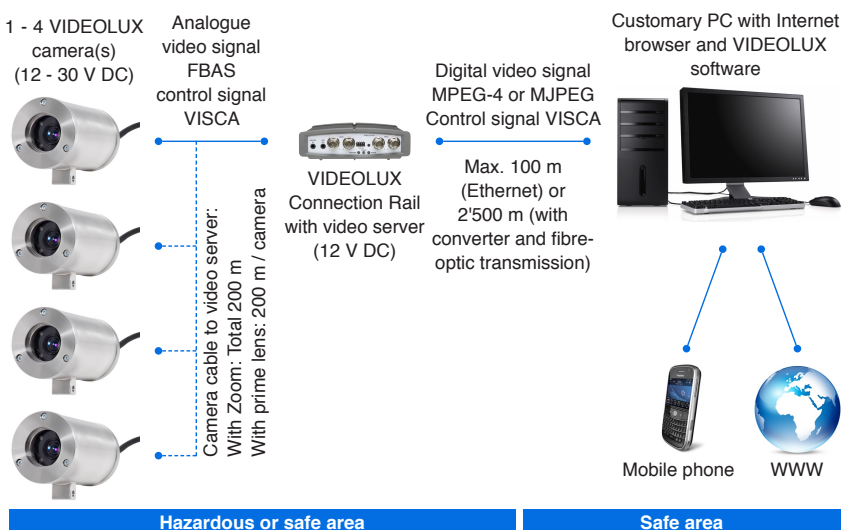 1 - 4 VIDEOLUX
camera(s)
(12 - 30 V DC)
Analogue
video signal
FBAS
control signal
VISCA
Camera cable to video server:
With Zoom: Total 200 m
With prime lens: 200 m / camera
VIDEOLUX
Connection Rail
with video server
(12 V DC)
Digital video signal
MPEG-4 or MJPEG
Control signal VISCA
Max. 100 m
(Ethernet) or
2'500 m (with
converter and fibre-
optic transmission)
Customary PC with Internet
browser and VIDEOLUX
software
Mobile phone
WWW
Hazardous or safe area
Safe area